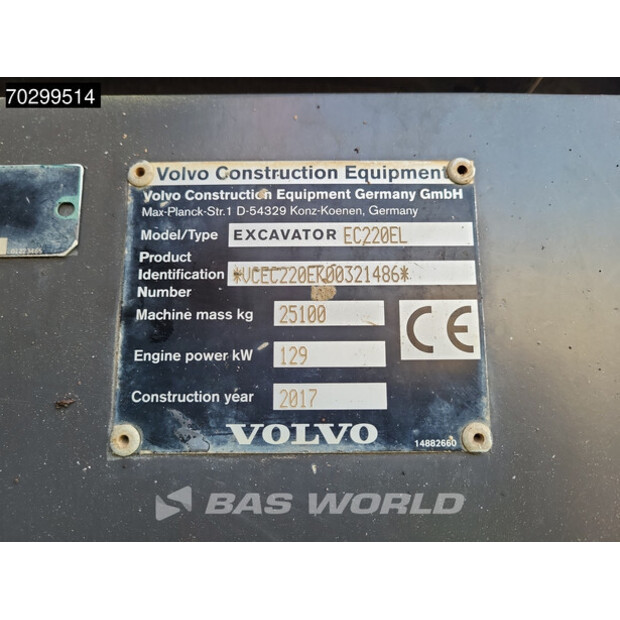 70299514
Volvo Construction Equipment
Volvo Construction Equipment Germany GmbH
Max-Planck-Str.1 D-54329 Konz-Koenen, Germany
Model/Type EXCAVATOR EC220EL
Product
Identification *VCEC220EK00321486*
Number
Machine mass kg 25100
CE
Engine power kW 129
Construction year 2017
VOLVO
14882660
BAS WORLD